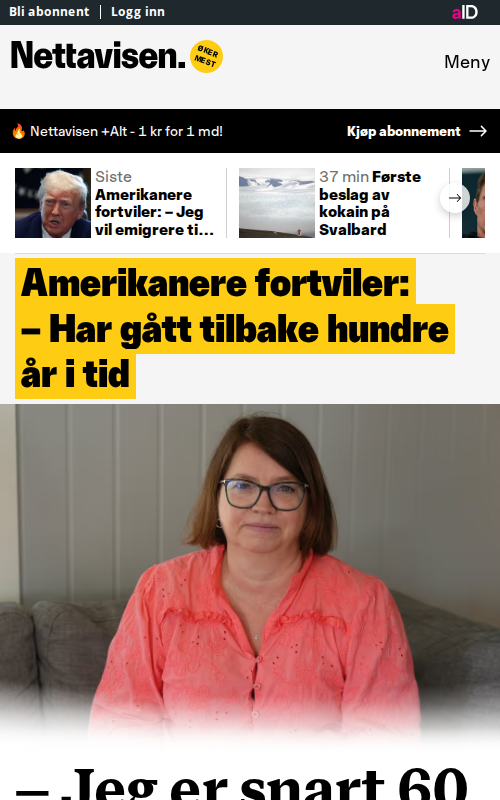 Bli abonnent
Logg inn
aID
Nettavisen.
ØKER
MEST
Meny
🔥 Nettavisen +Alt - 1 kr for 1 md!
Kjøp abonnement
Siste
Amerikanere
fortviler: – Jeg
vil emigrere ti...
37 min Første
beslag av
kokain på
Svalbard
Amerikanere fortviler:
– Har gått tilbake hundre
år i tid
– Jeg er snart 60